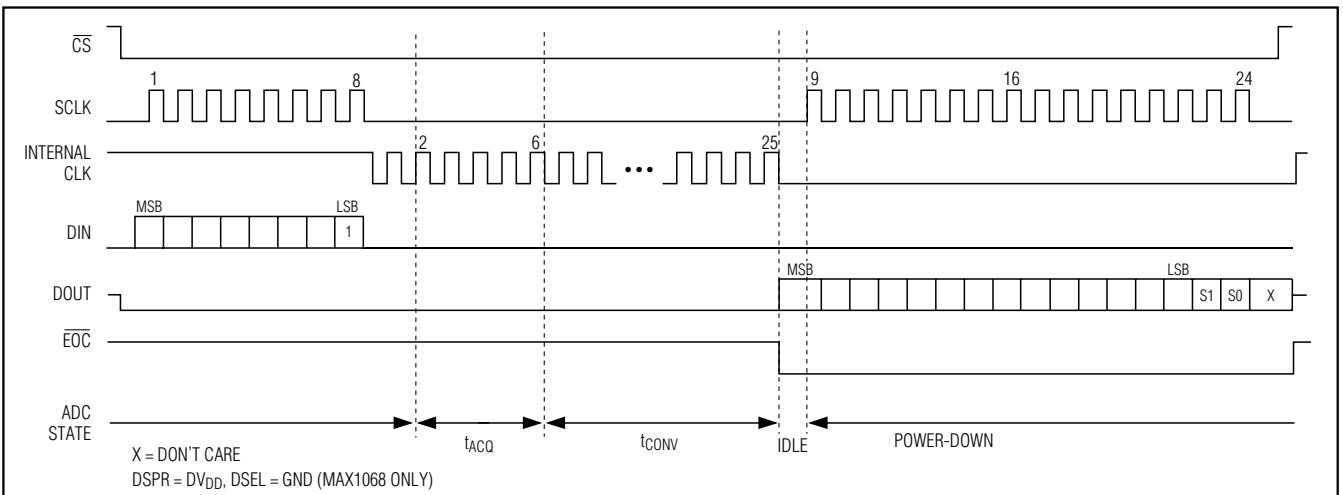 CS
1 8 9 16 24
SCLK
INTERNAL
CLK
2 6 ••• 25
MSB LSB
DIN
1
MSB LSB
DOUT
S1 S0 X
EOC
ADC
STATE
tACQ tCONV IDLE POWER-DOWN
X = DON'T CARE
DSPR = DVDD, DSEL = GND (MAX1068 ONLY)